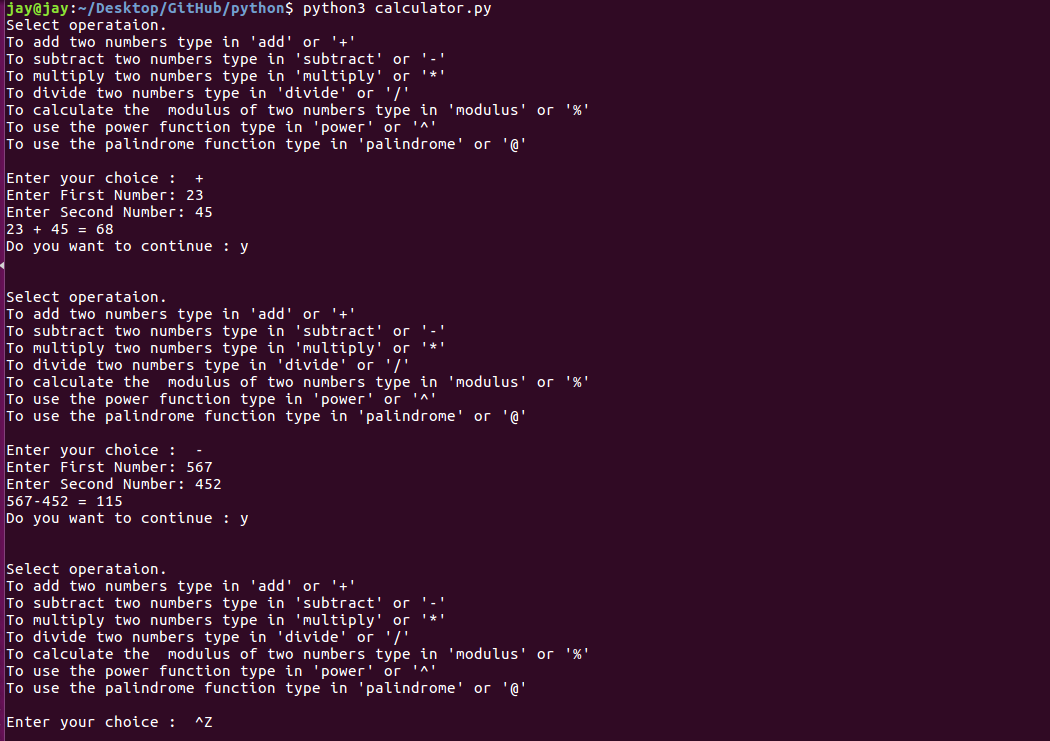 jay@jay:~/Desktop/GitHub/python$ python3 calculator.py
Select operataion.
To add two numbers type in 'add' or '+'
To subtract two numbers type in 'subtract' or '-'
To multiply two numbers type in 'multiply' or '*'
To divide two numbers type in 'divide' or '/'
To calculate the  modulus of two numbers type in 'modulus' or '%'
To use the power function type in 'power' or '^'
To use the palindrome function type in 'palindrome' or '@'

Enter your choice :  +
Enter First Number: 23
Enter Second Number: 45
23 + 45 = 68
Do you want to continue : y

Select operataion.
To add two numbers type in 'add' or '+'
To subtract two numbers type in 'subtract' or '-'
To multiply two numbers type in 'multiply' or '*'
To divide two numbers type in 'divide' or '/'
To calculate the  modulus of two numbers type in 'modulus' or '%'
To use the power function type in 'power' or '^'
To use the palindrome function type in 'palindrome' or '@'

Enter your choice :  -
Enter First Number: 567
Enter Second Number: 452
567-452 = 115
Do you want to continue : y

Select operataion.
To add two numbers type in 'add' or '+'
To subtract two numbers type in 'subtract' or '-'
To multiply two numbers type in 'multiply' or '*'
To divide two numbers type in 'divide' or '/'
To calculate the  modulus of two numbers type in 'modulus' or '%'
To use the power function type in 'power' or '^'
To use the palindrome function type in 'palindrome' or '@'

Enter your choice :  ^Z